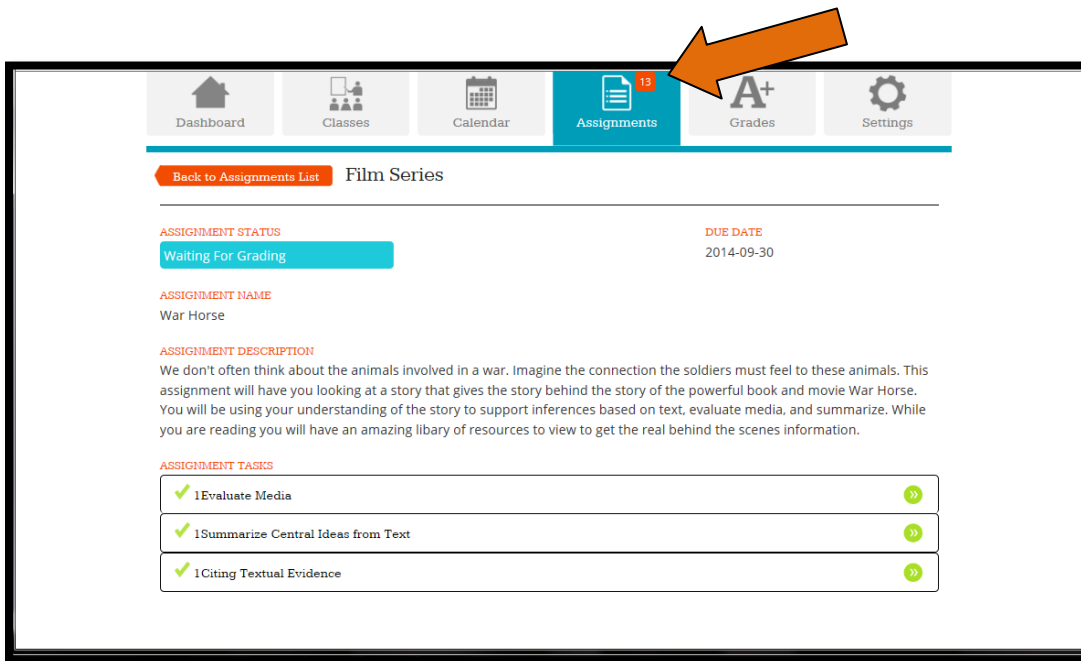 13
A+
Dashboard Classes Calendar Assignments Grades Settings
Back to Assignments List Film Series
ASSIGNMENT STATUS DUE DATE
Waiting For Grading 2014-09-30
ASSIGNMENT NAME
War Horse
ASSIGNMENT DESCRIPTION
We don't often think about the animals involved in a war. Imagine the connection the soldiers must feel to these animals. This
assignment will have you looking at a story that gives the story behind the story of the powerful book and movie War Horse.
You will be using your understanding of the story to support inferences based on text, evaluate media, and summarize. While
you are reading you will have an amazing libary of resources to view to get the real behind the scenes information.
ASSIGNMENT TASKS
1Evaluate Media
1Summarize Central Ideas from Text
1Citing Textual Evidence